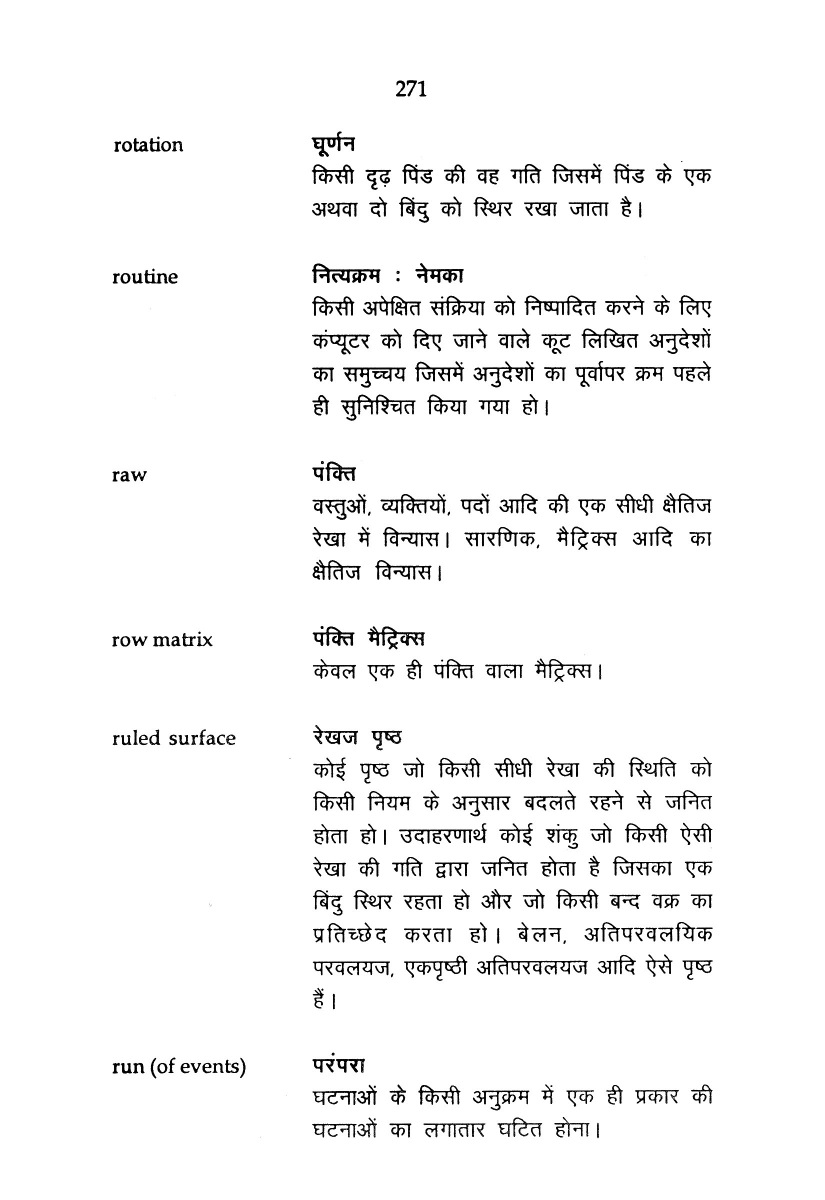 271
rotation घूर्णन
किसी दृढ़ पिंड की वह गति जिसमें पिंड के एक
अथवा दो बिंदु को स्थिर रखा जाता है।
routine नित्यक्रम : नेमका
किसी अपेक्षित संक्रिया को निष्पादित करने के लिए
कंप्यूटर को दिए जाने वाले कूट लिखित अनुदेशों
का समुच्चय जिसमें अनुदेशों का पूर्वापर क्रम पहले
ही सुनिश्चित किया गया हो।
raw पंक्ति
वस्तुओं, व्यक्तियों, पदों आदि की एक सीधी क्षैतिज
रेखा में विन्यास। सारणिक, मैट्रिक्स आदि का
क्षैतिज विन्यास।
row matrix पंक्ति मैट्रिक्स
केवल एक ही पंक्ति वाला मैट्रिक्स।
ruled surface रेखज पृष्ठ
कोई पृष्ठ जो किसी सीधी रेखा की स्थिति को
किसी नियम के अनुसार बदलते रहने से जनित
होता हो। उदाहरणार्थ कोई शंकु जो किसी ऐसी
रेखा की गति द्वारा जनित होता है जिसका एक
बिंदु स्थिर रहता हो और जो किसी बन्द वक्र का
प्रतिच्छेद करता हो। बेलन, अतिपरवलयिक
परवलयज, एकपृष्ठी अतिपरवलयज आदि ऐसे पृष्ठ
हैं।
run (of events) परंपरा
घटनाओं के किसी अनुक्रम में एक ही प्रकार की
घटनाओं का लगातार घटित होना।